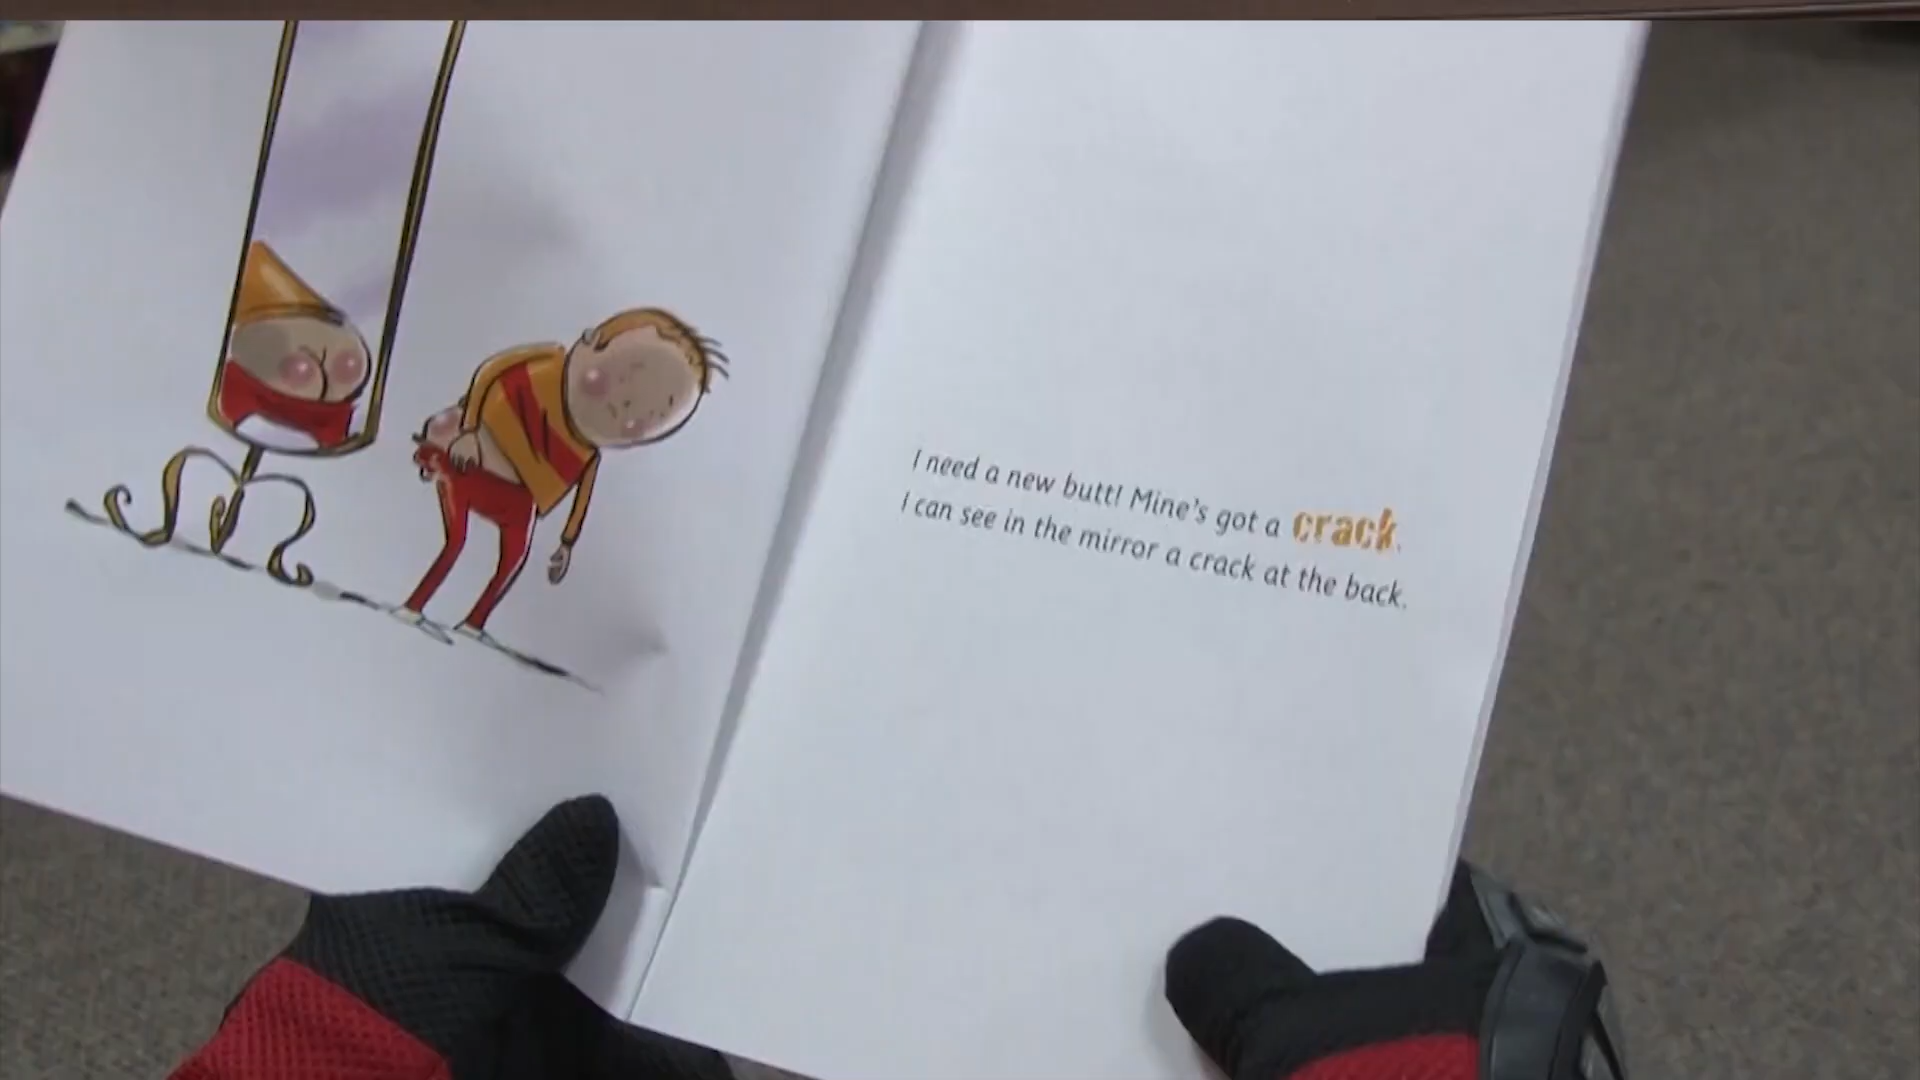 I need a new butt! Mine's got a crack.
I can see in the mirror a crack at the back.